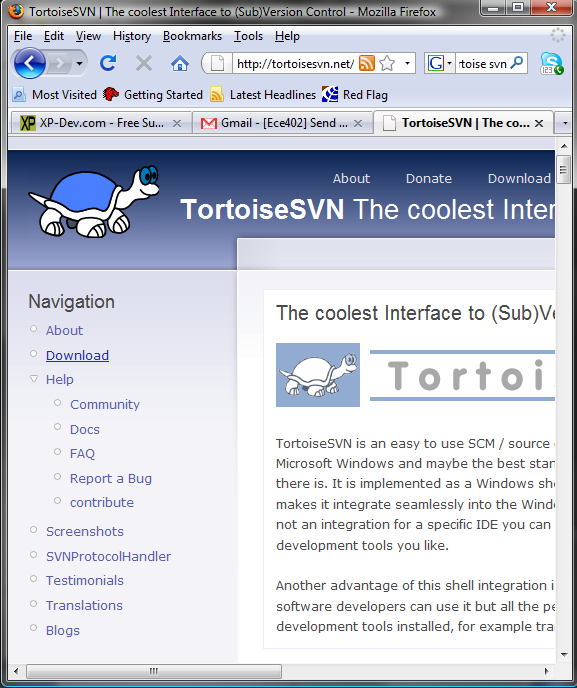 TortoiseSVN | The coolest Interface to (Sub)Version Control - Mozilla Firefox
File Edit View History Bookmarks Tools Help
http://tortoisesvn.net/ G rtoise svn
Most Visited Getting Started Latest Headlines Red Flag
XP XP-Dev.com - Free Su... Gmail - [Ece402] Send ... TortoiseSVN | The co...
About Donate Download
TortoiseSVN The coolest Inter
Navigation
About
Download
Help
Community
Docs
FAQ
Report a Bug
contribute
Screenshots
SVNProtocolHandler
Testimonials
Translations
Blogs
The coolest Interface to (Sub)Ve
Tortoi
TortoiseSVN is an easy to use SCM / source
Microsoft Windows and maybe the best stan
there is. It is implemented as a Windows she
makes it integrate seamlessly into the Windo
not an integration for a specific IDE you can
development tools you like.
Another advantage of this shell integration i
software developers can use it but all the pe
development tools installed, for example tra